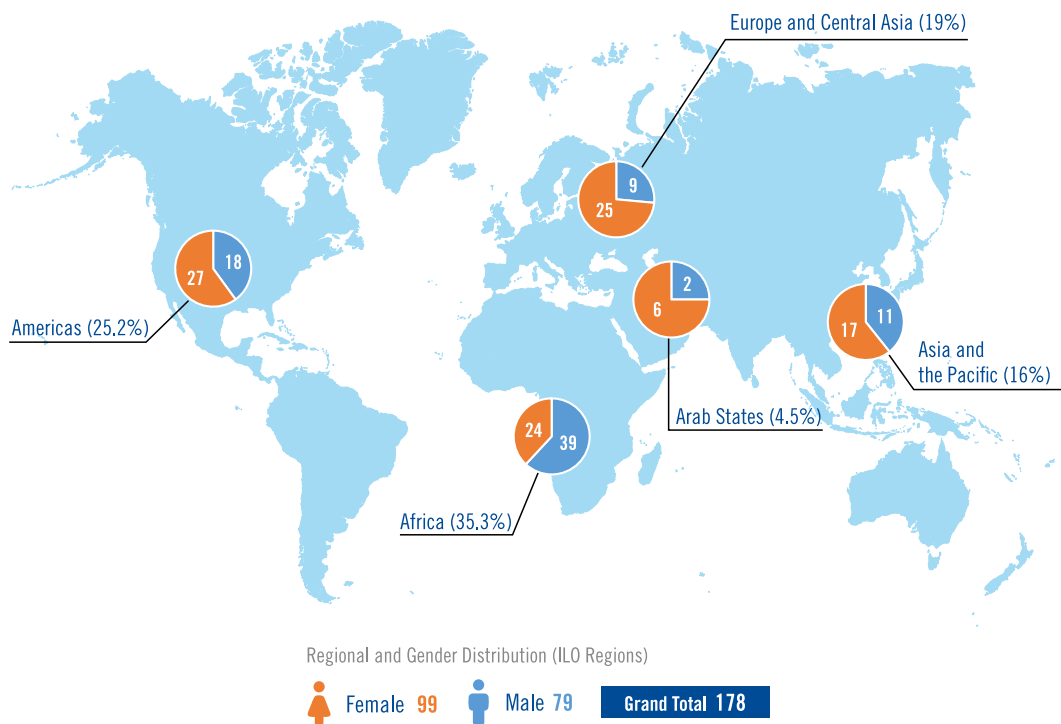 Europe and Central Asia (19%)
9
25
18
27
Americas (25.2%)
2
6
11
17
Asia and
the Pacific (16%)
Arab States (4.5%)
24
39
Africa (35.3%)
Regional and Gender Distribution (ILO Regions)
Female 99 Male 79 Grand Total 178